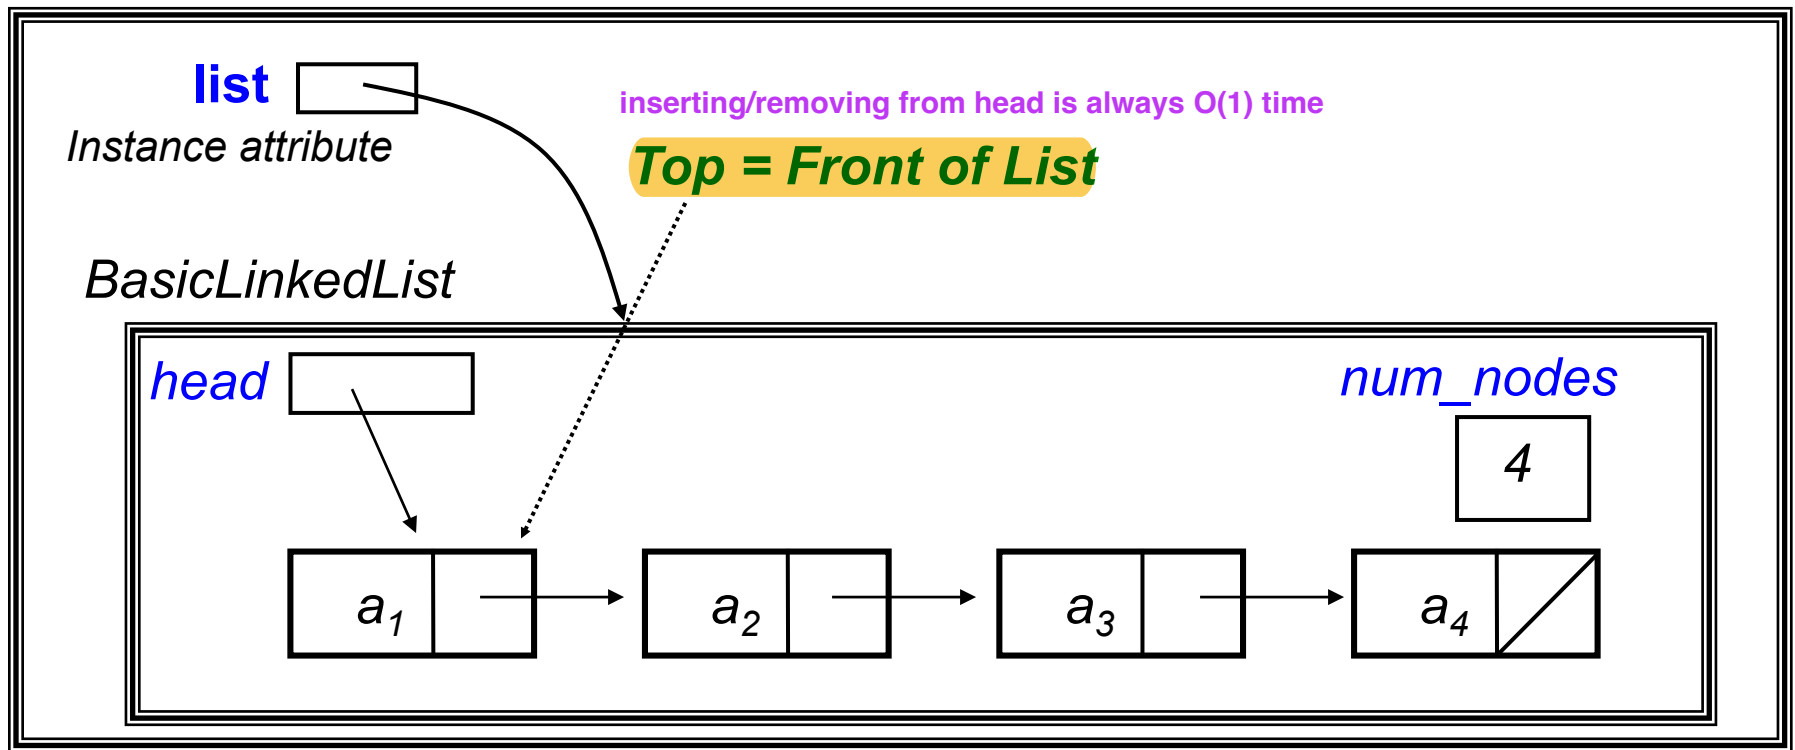 list
Instance attribute
inserting/removing from head is always O(1) time
Top = Front of List
BasicLinkedList
head
num_nodes
4
a1
a2
a3
a4